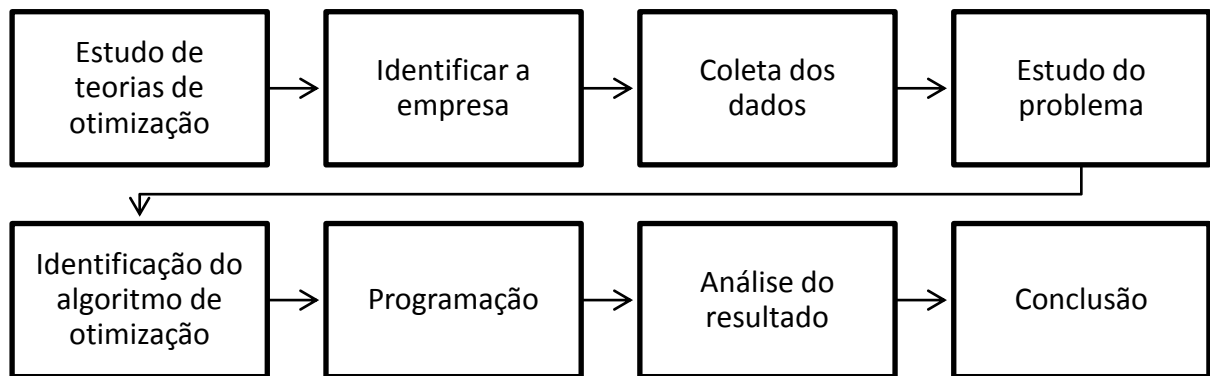 Estudo de
teorias de
otimização
Identificar a
empresa
Coleta dos
dados
Estudo do
problema
Identificação do
algoritmo de
otimização
Programação
Análise do
resultado
Conclusão